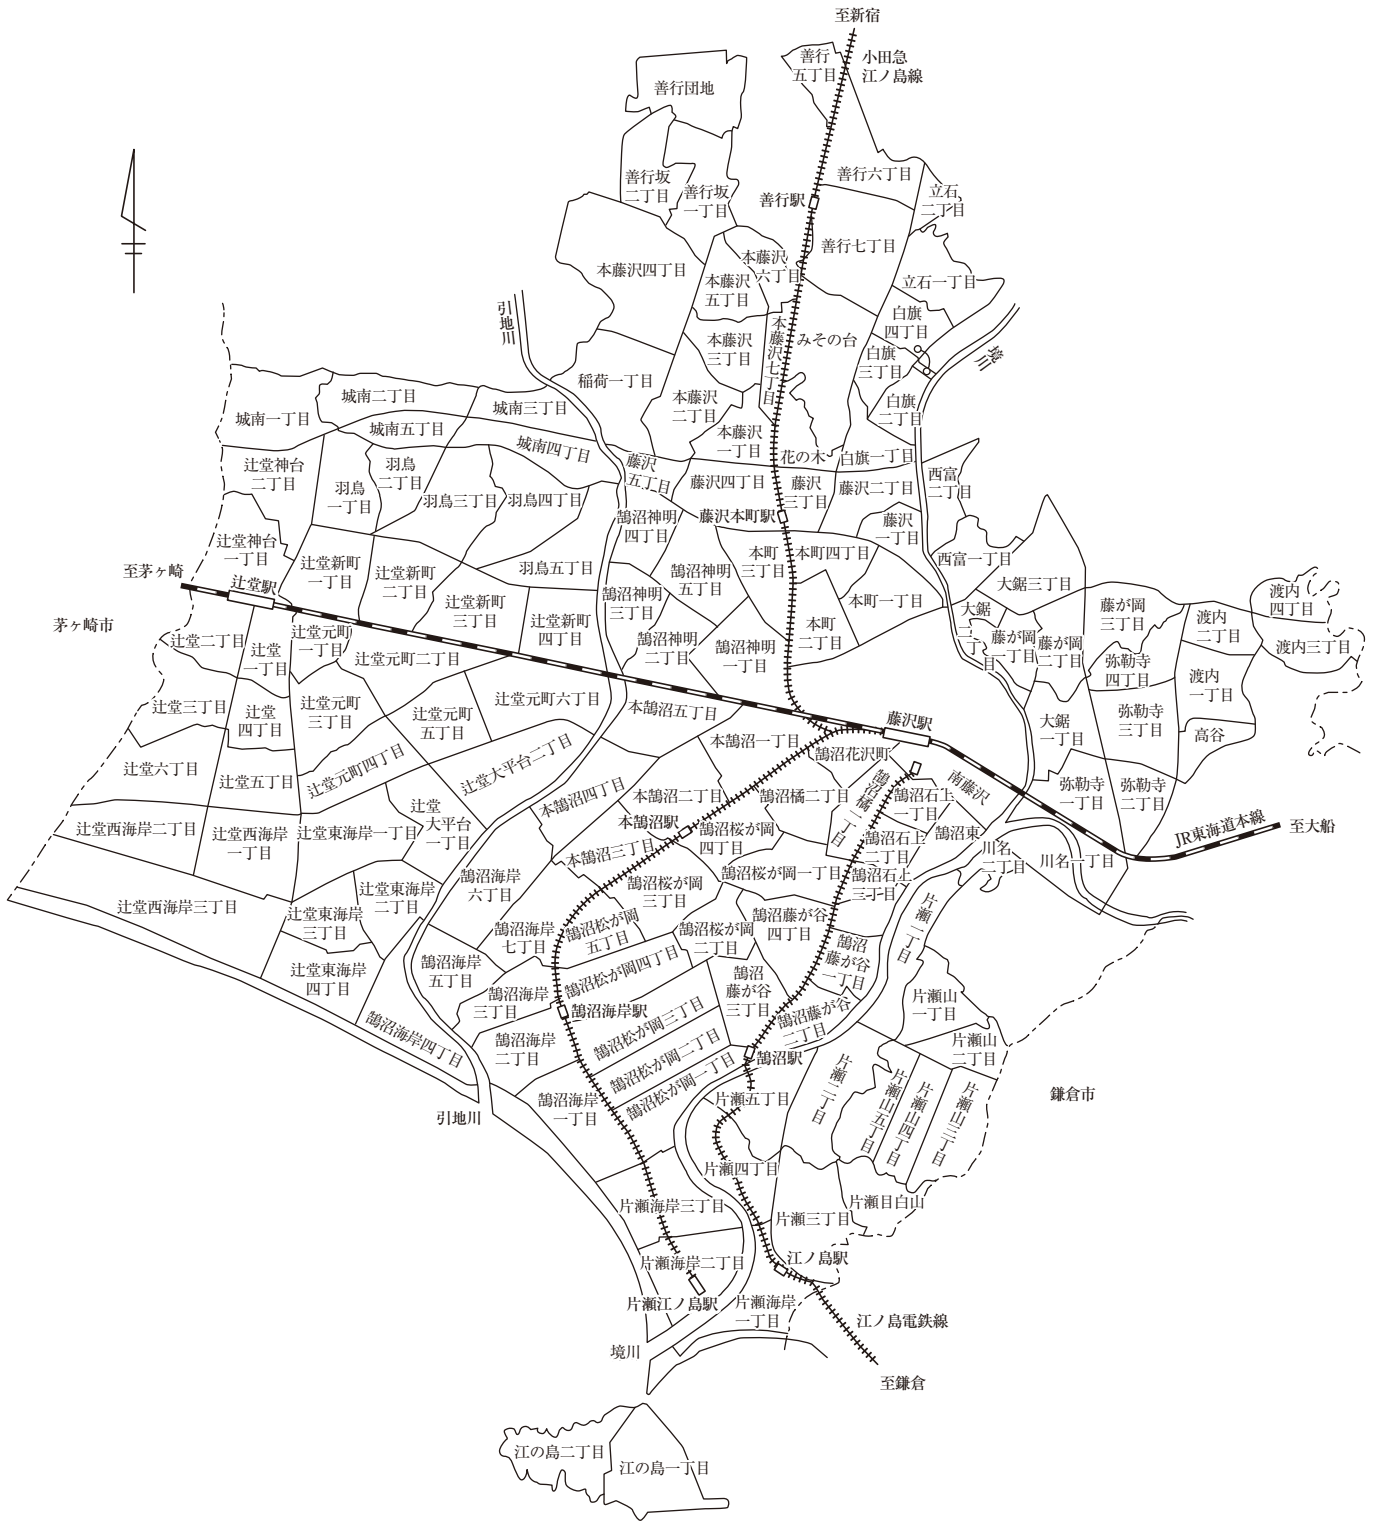 至新宿
小田急
江ノ島線
善行
五丁目
善行団地
善行六丁目
善行坂
二丁目
善行坂
一丁目
善行駅
立石
二丁目
善行七丁目
本藤沢四丁目
本藤沢
六丁目
本藤沢
五丁目
立石一丁目
引地川
白旗
四丁目
本藤沢七丁目
みその台
本藤沢
三丁目
白旗
三丁目
境川
稲荷一丁目
城南二丁目
城南三丁目
本藤沢
二丁目
白旗
二丁目
城南一丁目
城南五丁目
城南四丁目
本藤沢
一丁目
花の木
白旗一丁目
辻堂神台
二丁目
羽鳥
二丁目
羽鳥
一丁目
羽鳥三丁目
羽鳥四丁目
藤沢
五丁目
藤沢四丁目
藤沢
三丁目
藤沢二丁目
西富
二丁目
鵠沼神明
四丁目
藤沢本町駅
藤沢
一丁目
辻堂神台
一丁目
辻堂新町
一丁目
辻堂新町
二丁目
羽鳥五丁目
鵠沼神明
五丁目
本町
三丁目
本町四丁目
西富一丁目
至茅ヶ崎
辻堂駅
茅ヶ崎市
辻堂新町
三丁目
辻堂新町
四丁目
鵠沼神明
三丁目
本町一丁目
大鋸三丁目
大鋸
二丁目
藤が岡
三丁目
渡内
四丁目
渡内
二丁目
渡内三丁目
辻堂二丁目
辻堂
一丁目
辻堂元町
一丁目
辻堂元町二丁目
鵠沼神明
二丁目
鵠沼神明
一丁目
本町
二丁目
藤が岡
一丁目
藤が岡
二丁目
弥勒寺
四丁目
渡内
一丁目
辻堂三丁目
辻堂
四丁目
辻堂元町
三丁目
辻堂元町
五丁目
辻堂元町六丁目
本鵠沼五丁目
藤沢駅
大鋸
一丁目
弥勒寺
三丁目
高谷
本鵠沼一丁目
鵠沼花沢町
辻堂六丁目
辻堂五丁目
辻堂元町四丁目
辻堂太平台二丁目
本鵠沼四丁目
本鵠沼二丁目
鵠沼橘二丁目
鵠沼橘一丁目
鵠沼石上
一丁目
南藤沢
弥勒寺
一丁目
弥勒寺
二丁目
辻堂西海岸二丁目
辻堂西海岸
一丁目
辻堂東海岸一丁目
辻堂
太平台
一丁目
本鵠沼駅
本鵠沼三丁目
鵠沼桜が岡
四丁目
鵠沼石上
二丁目
鵠沼東
川名
二丁目
川名一丁目
JR東海道本線
至大船
鵠沼海岸
六丁目
鵠沼桜が岡
三丁目
鵠沼桜が岡一丁目
鵠沼石上
三丁目
辻堂西海岸三丁目
辻堂東海岸
二丁目
辻堂東海岸
三丁目
鵠沼海岸
七丁目
鵠沼松が岡
五丁目
鵠沼桜が岡
二丁目
鵠沼藤が谷
四丁目
片瀬一丁目
鵠沼
藤が谷
一丁目
辻堂東海岸
四丁目
鵠沼海岸
五丁目
鵠沼松が岡四丁目
鵠沼
藤が谷
三丁目
鵠沼海岸
三丁目
鵠沼海岸駅
鵠沼藤が谷
二丁目
片瀬山
一丁目
鵠沼海岸四丁目
鵠沼海岸
二丁目
鵠沼松が岡三丁目
鵠沼松が岡二丁目
鵠沼松が岡一丁目
鵠沼駅
片瀬山
二丁目
鎌倉市
片瀬二丁目
片瀬山五丁目
片瀬山四丁目
片瀬山三丁目
引地川
鵠沼海岸
一丁目
片瀬五丁目
片瀬四丁目
片瀬海岸三丁目
片瀬三丁目
片瀬目白山
片瀬海岸二丁目
江ノ島駅
片瀬江ノ島駅
片瀬海岸
一丁目
江ノ島電鉄線
境川
至鎌倉
江の島二丁目
江の島一丁目